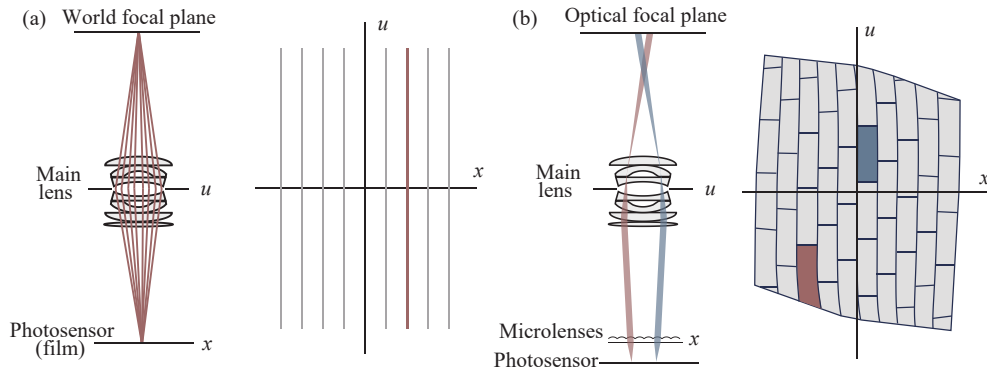 (a)
World focal plane
u
Main
lens
u
x
Photosensor
(film)
x
(b)
Optical focal plane
u
Main
lens
u
x
Microlenses
x
Photosensor